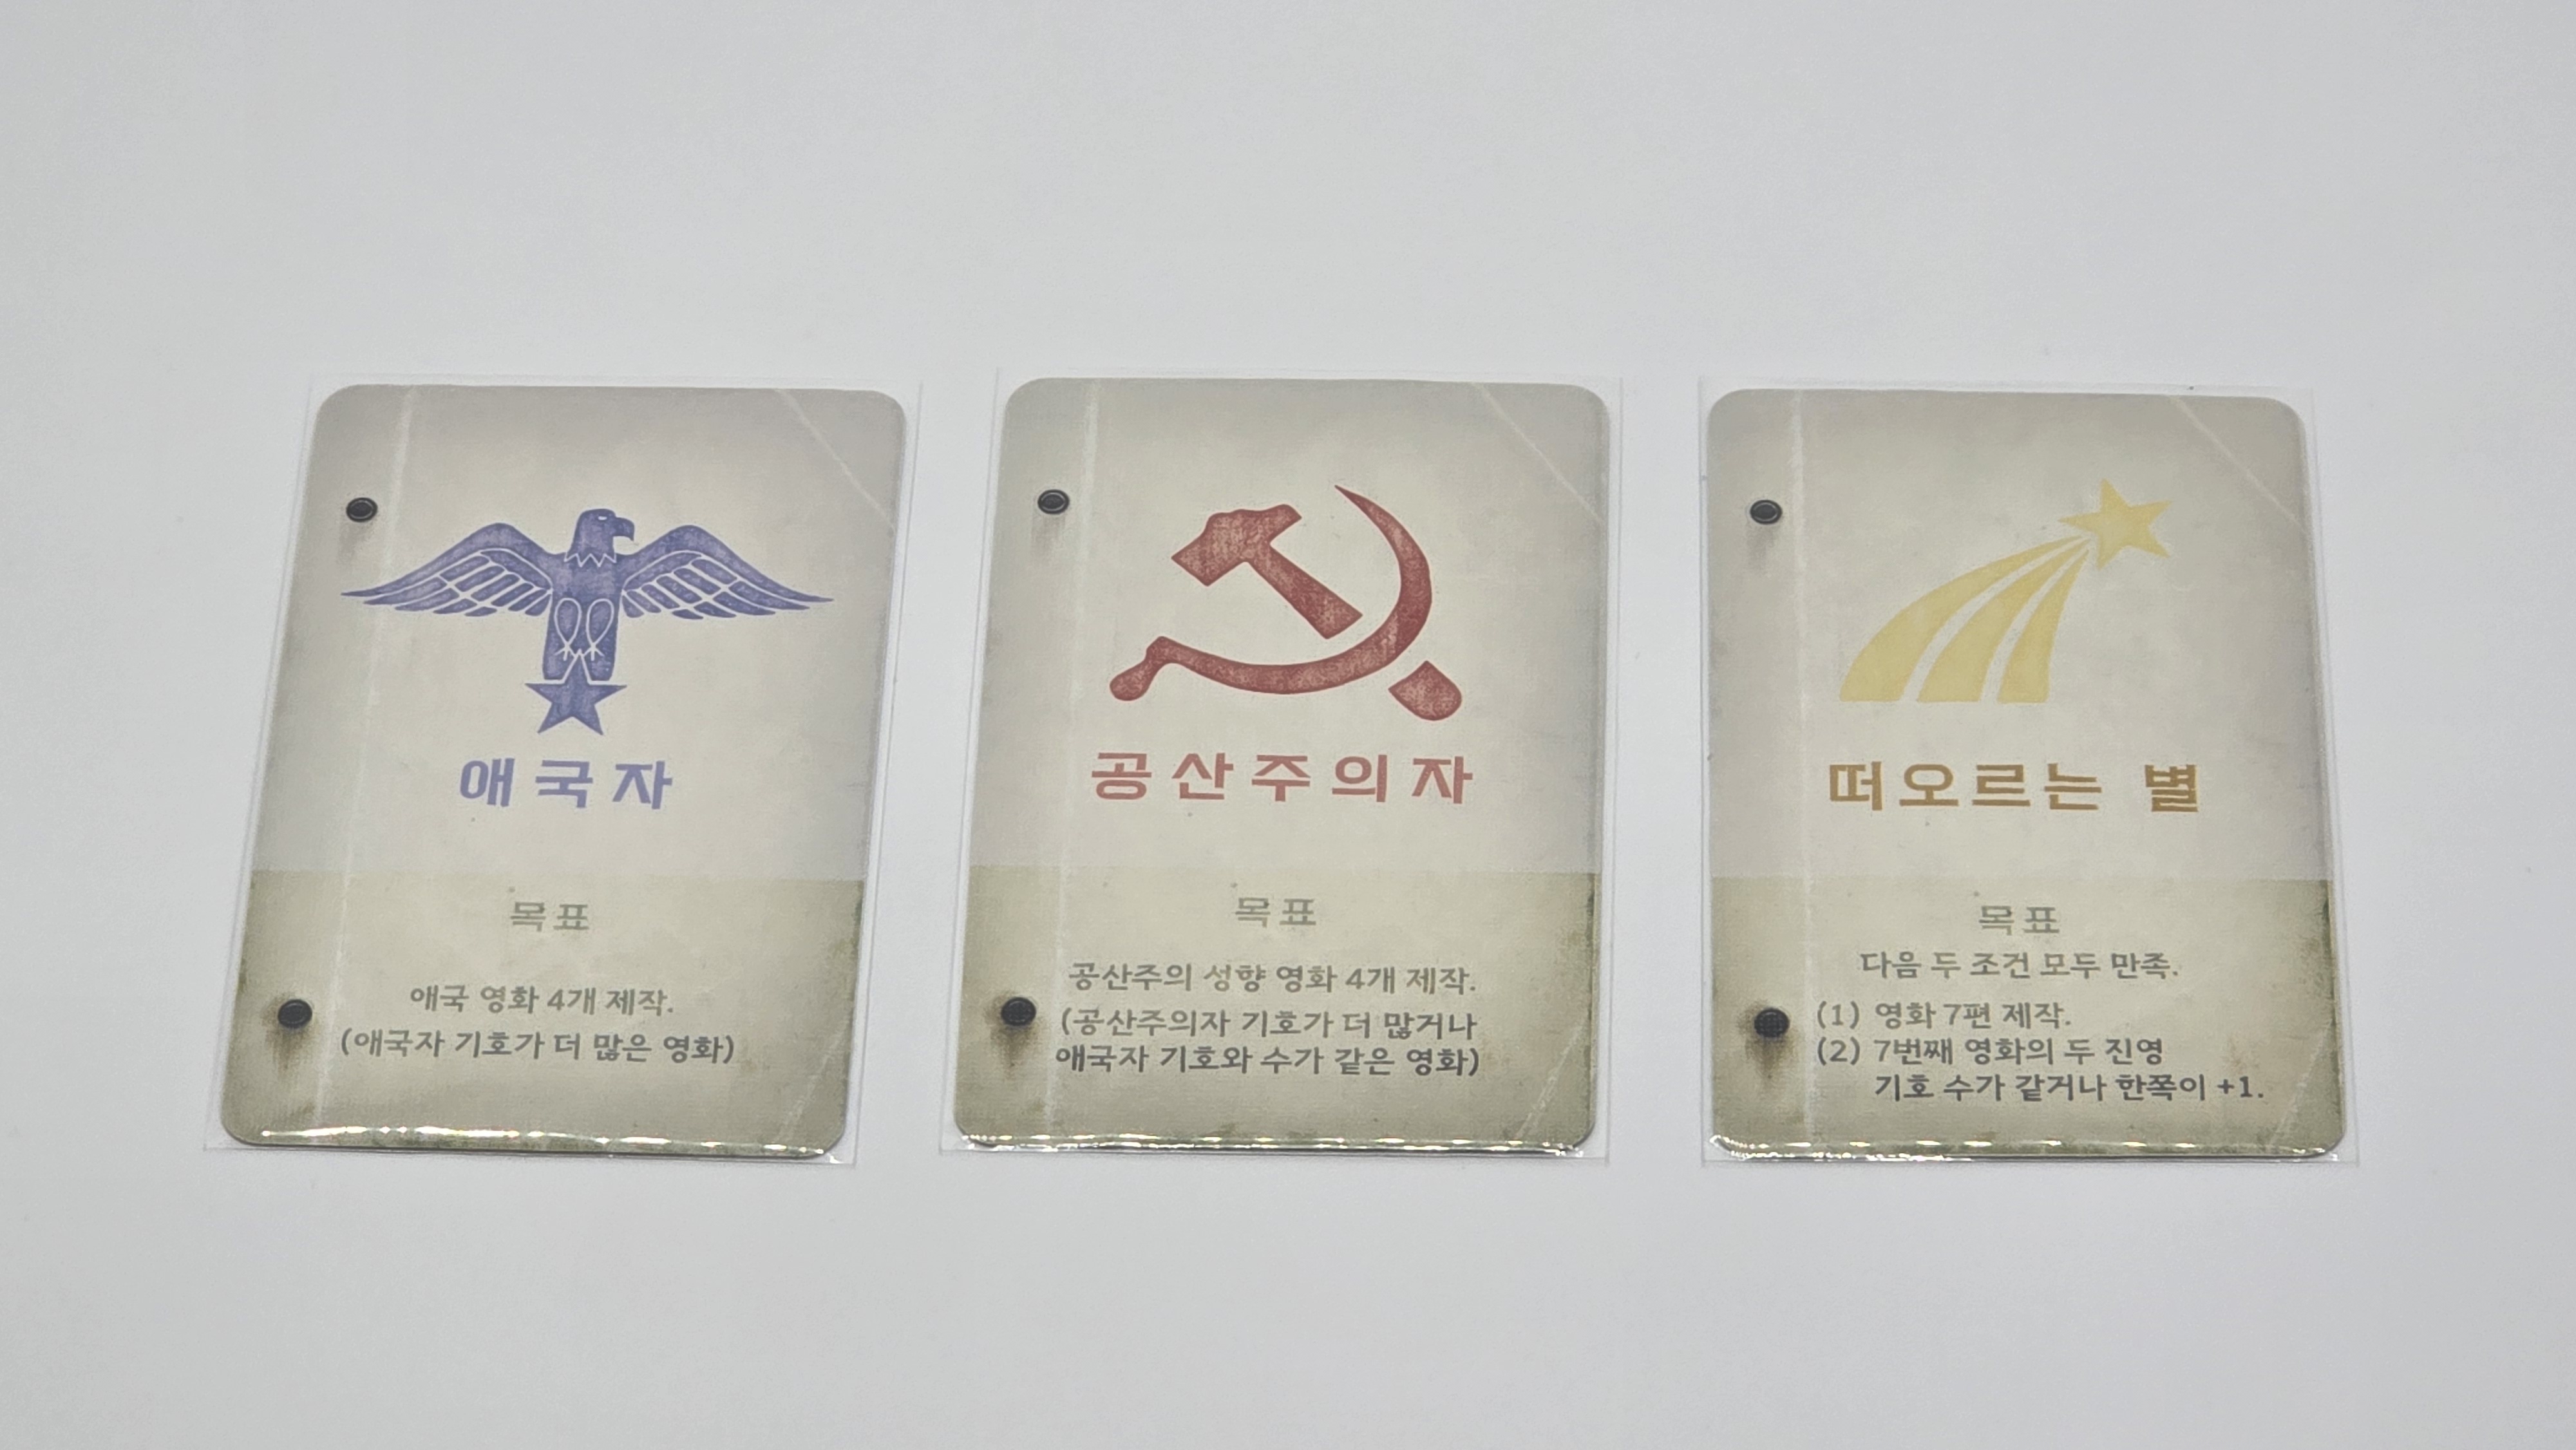 애국자
목표
애국 영화 4개 제작.
(애국자 기호가 더 많은 영화)
공산주의자
목표
공산주의 성향 영화 4개 제작.
(공산주의자 기호가 더 많거나
애국자 기호와 수가 같은 영화)
떠오르는 별
목표
다음 두 조건 모두 만족.
(1) 영화 7편 제작.
(2) 7번째 영화의 두 진영
기호 수가 같거나 한쪽이 +1.